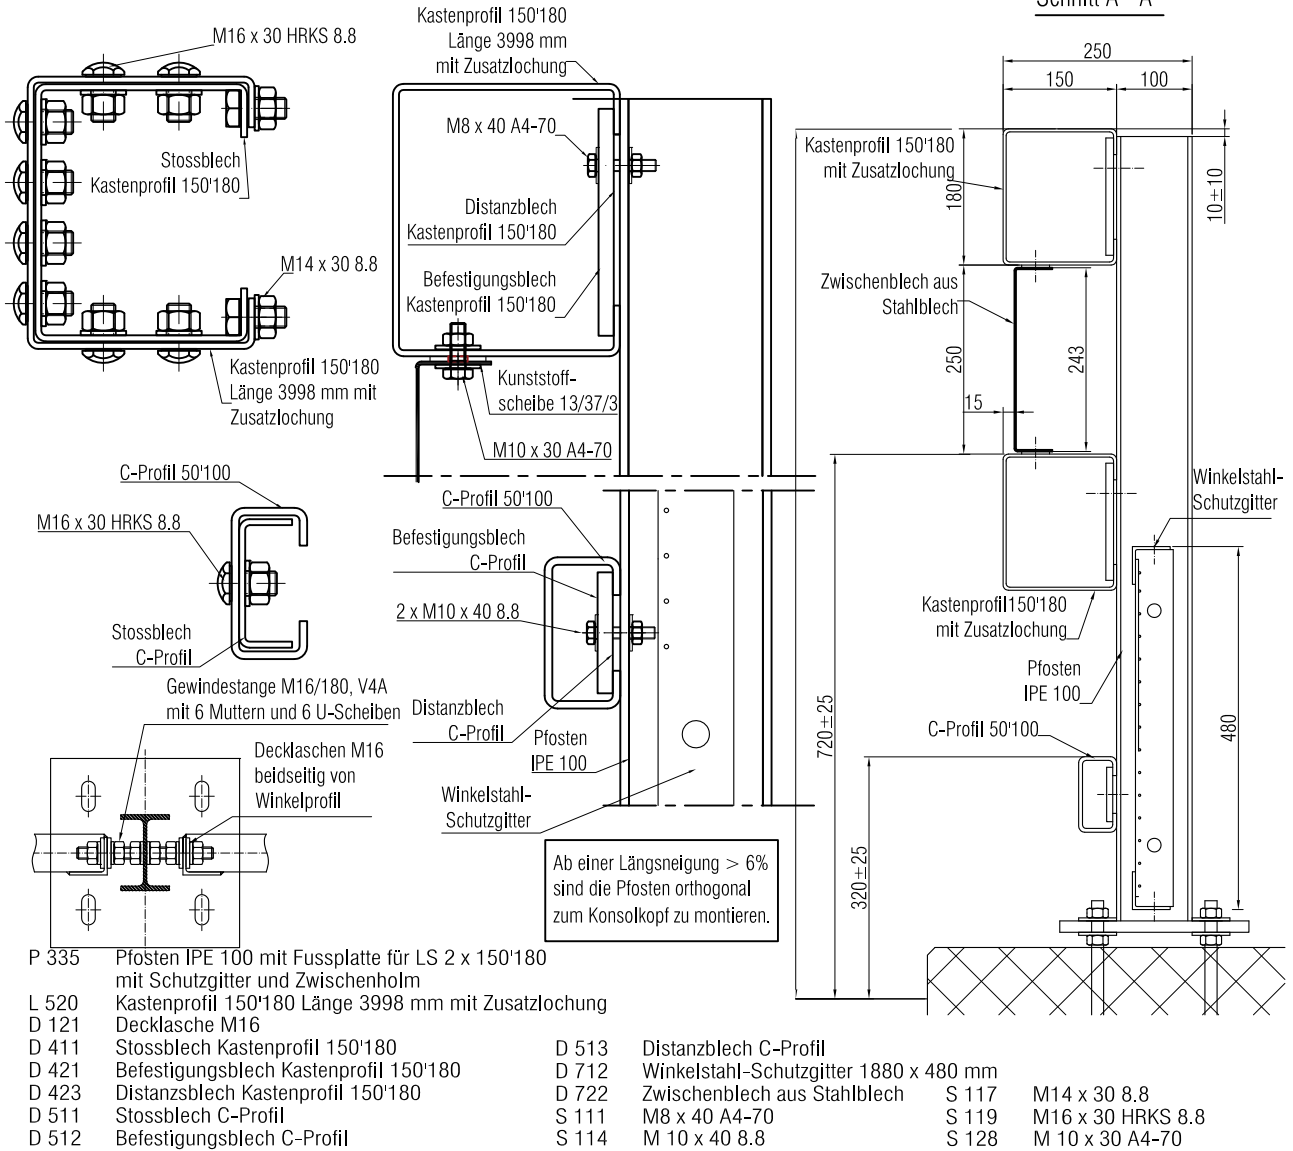 M16 x 30 HRKS 8.8
Stossblech
Kastenprofil 150'180
M14 x 30 8.8
Kastenprofil 150'180
Länge 3998 mm mit
Zusatzlochung
C-Profil 50'100
M16 x 30 HRKS 8.8
Stossblech
C-Profil
Gewindestange M16/180, V4A
mit 6 Muttern und 6 U-Scheiben
Decklaschen M16
beidseitig von
Winkelprofil
Kastenprofil 150'180
Länge 3998 mm
mit Zusatzlochung
M8 x 40 A4-70
Distanzblech
Kastenprofil 150'180
Befestigungsblech
Kastenprofil 150'180
Kunststoff-
scheibe 13/37/3
M10 x 30 A4-70
C-Profil 50'100
Befestigungsblech
C-Profil
2 x M10 x 40 8.8
Distanzblech
C-Profil
Pfosten
IPE 100
Winkelstahl-
Schutzgitter
Ab einer Längsneigung > 6%
sind die Pfosten orthogonal
zum Konsolkopf zu montieren.
Schnitt A - A
250
150
100
Kastenprofil 150'180
mit Zusatzlochung
180
10±10
Zwischenblech aus
Stahlblech
250
243
15
Winkelstahl-
Schutzgitter
Kastenprofil150'180
mit Zusatzlochung
Pfosten
IPE 100
720±25
480
C-Profil 50'100
320±25
P 335 Pfosten IPE 100 mit Fussplatte für LS 2 x 150'180
mit Schutzgitter und Zwischenholm
L 520 Kastenprofil 150'180 Länge 3998 mm mit Zusatzlochung
D 121 Decklasche M16
D 411 Stossblech Kastenprofil 150'180
D 421 Befestigungsblech Kastenprofil 150'180
D 423 Distanzsblech Kastenprofil 150'180
D 511 Stossblech C-Profil
D 512 Befestigungsblech C-Profil
D 513 Distanzblech C-Profil
D 712 Winkelstahl-Schutzgitter 1880 x 480 mm
D 722 Zwischenblech aus Stahlblech
S 111 M8 x 40 A4-70
S 114 M 10 x 40 8.8
S 117 M14 x 30 8.8
S 119 M16 x 30 HRKS 8.8
S 128 M 10 x 30 A4-70